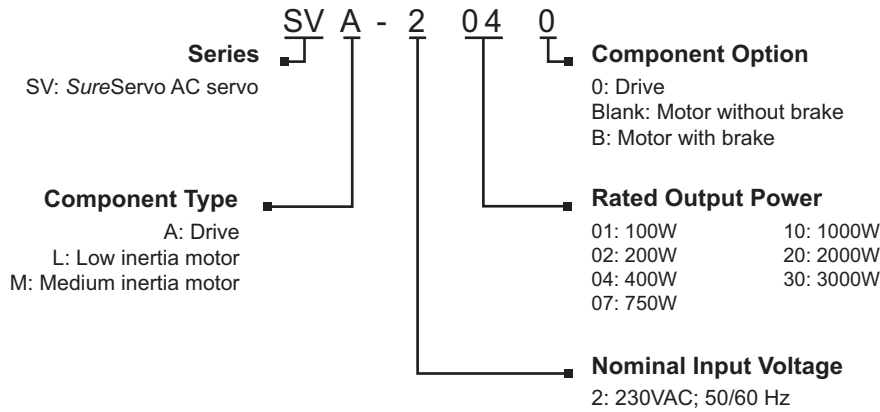 SV A - 2 04 0
Series
SV: SureServo AC servo
Component Type
A: Drive
L: Low inertia motor
M: Medium inertia motor
Component Option
0: Drive
Blank: Motor without brake
B: Motor with brake
Rated Output Power
01: 100W 10: 1000W
02: 200W 20: 2000W
04: 400W 30: 3000W
07: 750W
Nominal Input Voltage
2: 230VAC; 50/60 Hz